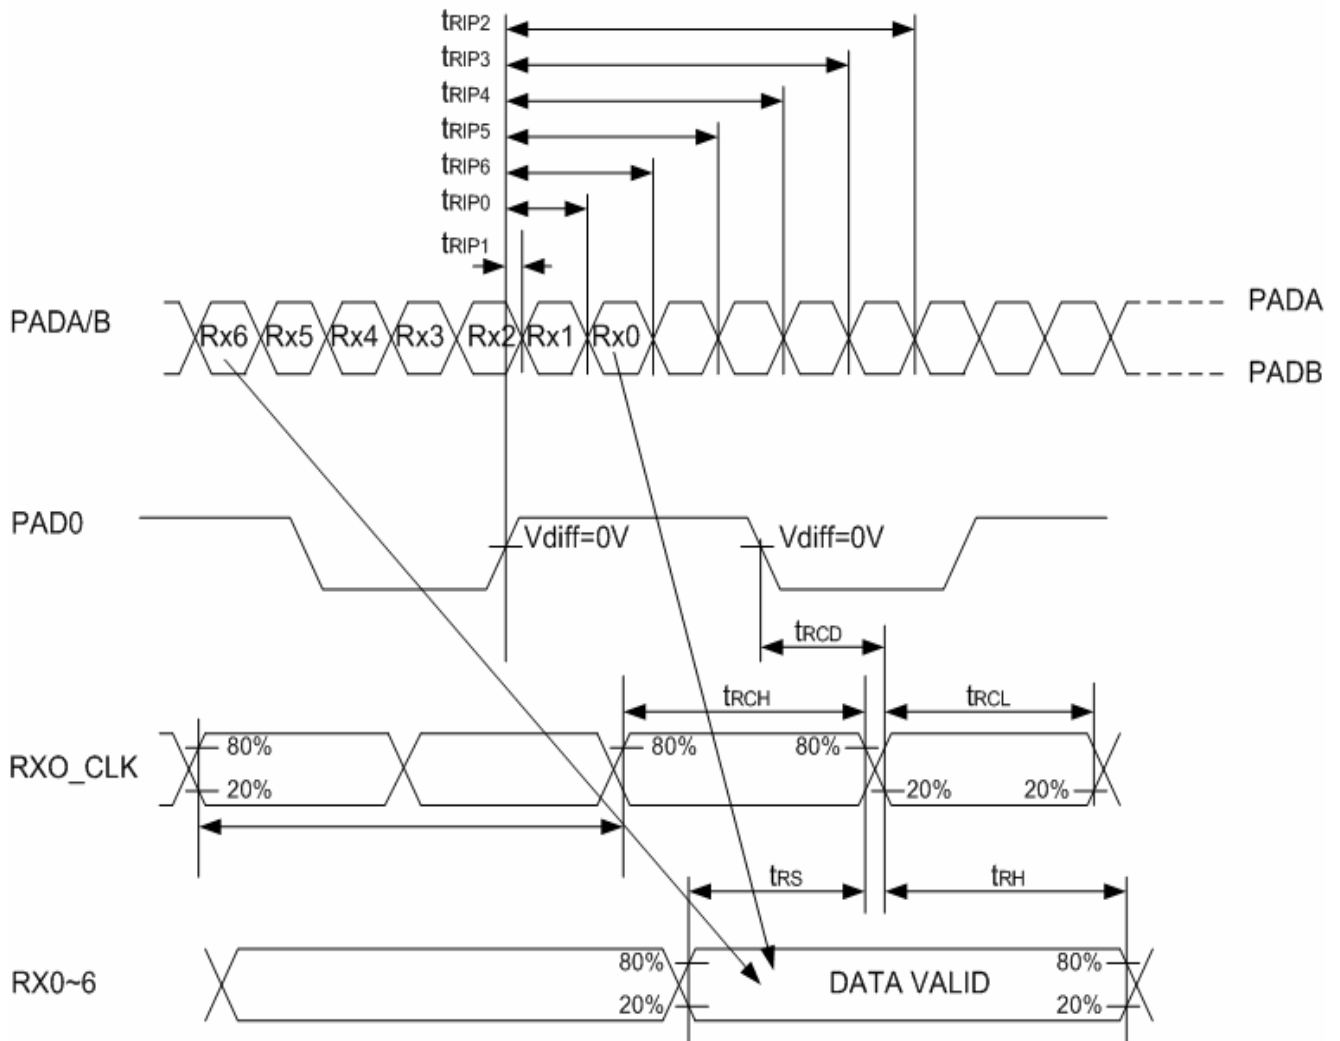 tRIP2
tRIP3
tRIP4
tRIP5
tRIP6
tRIP0
tRIP1
PADA/B
Rx6 Rx5 Rx4 Rx3 Rx2 Rx1 Rx0
PADA
PADB
PAD0
Vdiff=0V Vdiff=0V
tRCD
tRCH tRCL
RXO_CLK
80% 80% 80%
20% 20% 20%
tRS tRH
RX0~6
80% DATA VALID 80%
20% 20%